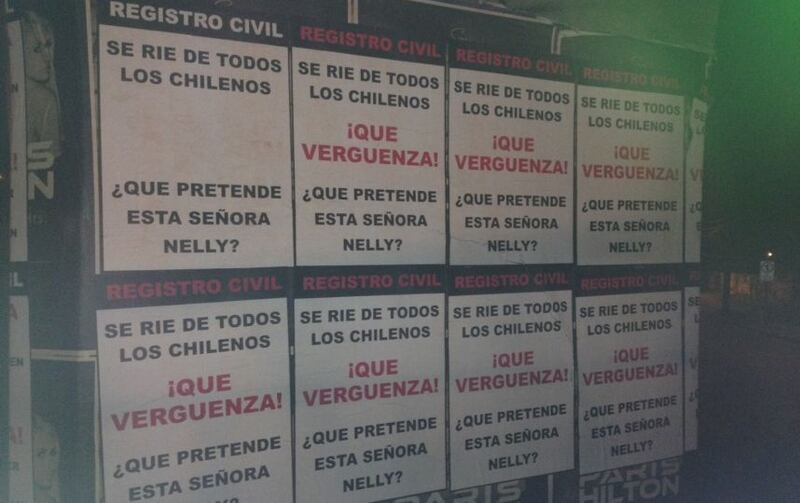 REGISTRO CIVIL
SE RIE DE TODOS
LOS CHILENOS
¿QUE PRETENDE
ESTA SEÑORA
NELLY?
REGISTRO CIVIL
SE RIE DE TODOS
LOS CHILENOS
¡QUE
VERGUENZA!
¿QUE PRETENDE
ESTA SEÑORA
NELLY?
REGISTRO CIVIL
SE RIE DE TODOS
LOS CHILENOS
¡QUE
VERGUENZA!
¿QUE PRETENDE
ESTA SEÑORA
NELLY?
REGISTRO CIVIL
SE RIE DE TODOS
LOS CHILENOS
¡QUE
VERGUENZA!
¿QUE PRETENDE
ESTA SEÑORA
NELLY?
REGISTRO CIVIL
SE RIE DE TODOS
LOS CHILENOS
¡QUE
VERGUENZA!
¿QUE PRETENDE
ESTA SEÑORA
REGISTRO CIVIL
SE RIE DE TODOS
LOS CHILENOS
¡QUE
VERGUENZA!
¿QUE PRETENDE
ESTA SEÑORA
NELLY?
REGISTRO CIVIL
SE RIE DE TODOS
LOS CHILENOS
¡QUE
VERGUENZA!
¿QUE PRETENDE
ESTA SEÑORA
NELLY?
REGISTRO CIVIL
SE RIE DE TODOS
LOS CHILENOS
¡QUE
VERGUENZA!
¿QUE PRETENDE
ESTA SEÑORA
NELLY?
PARIS
PARIS
HILTON